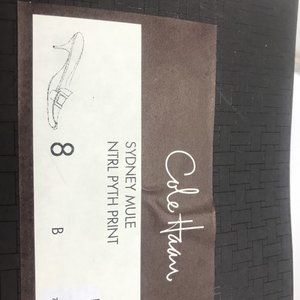 Cole Haan
SYDNEY MULE
NTRL PYTH PRINT
8
B